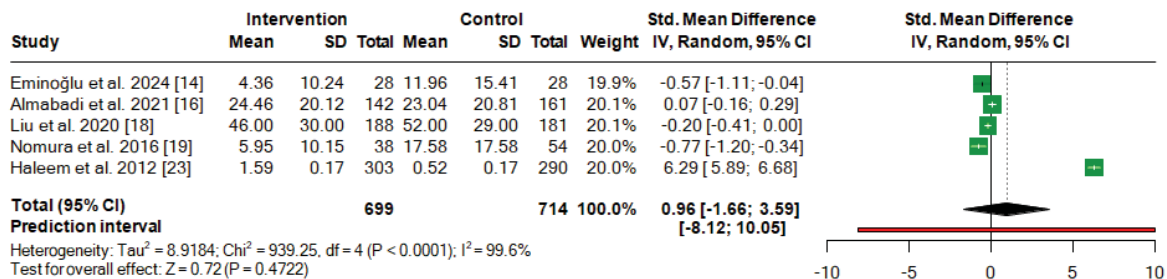 Intervention Control Std. Mean Difference Std. Mean Difference
Study Mean SD Total Mean SD Total Weight IV, Random, 95% CI IV, Random, 95% CI
Eminoğlu et al. 2024 [14] 4.36 10.24 28 11.96 15.41 28 19.9% -0.57 [-1.11; -0.04]
Almabadi et al. 2021 [16] 24.46 20.12 142 23.04 20.81 161 20.1% 0.07 [-0.16; 0.29]
Liu et al. 2020 [18] 46.00 30.00 188 52.00 29.00 181 20.1% -0.20 [-0.41; 0.00]
Nomura et al. 2016 [19] 5.95 10.15 38 17.58 17.58 54 20.0% -0.77 [-1.20; -0.34]
Haleem et al. 2012 [23] 1.59 0.17 303 0.52 0.17 290 20.0% 6.29 [ 5.89; 6.68]
Total (95% CI) 699 714 100.0% 0.96 [-1.66; 3.59]
Prediction interval [-8.12; 10.05]
Heterogeneity: Tau² = 8.9184; Chi² = 939.25, df = 4 (P < 0.0001); I² = 99.6%
Test for overall effect: Z = 0.72 (P = 0.4722)
-10 -5 0 5 10